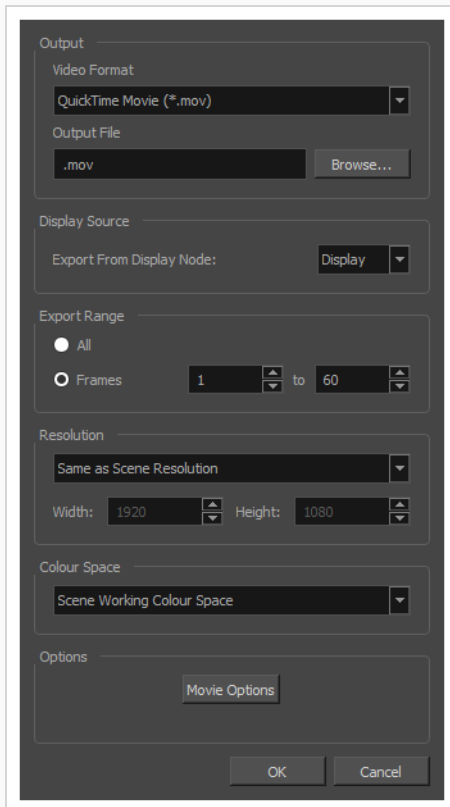 Output
Video Format
QuickTime Movie (*.mov)
Output File
.mov Browse...
Display Source
Export From Display Node: Display
Export Range
All
Frames 1 to 60
Resolution
Same as Scene Resolution
Width: 1920 Height: 1080
Colour Space
Scene Working Colour Space
Options
Movie Options
OK Cancel